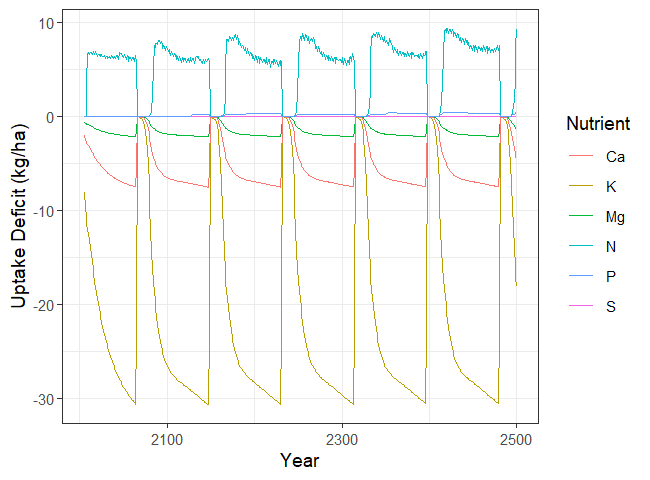 10
0
-10
-20
-30
Uptake Deficit (kg/ha)
2100
2300
2500
Year
Nutrient
Ca
K
Mg
N
P
S